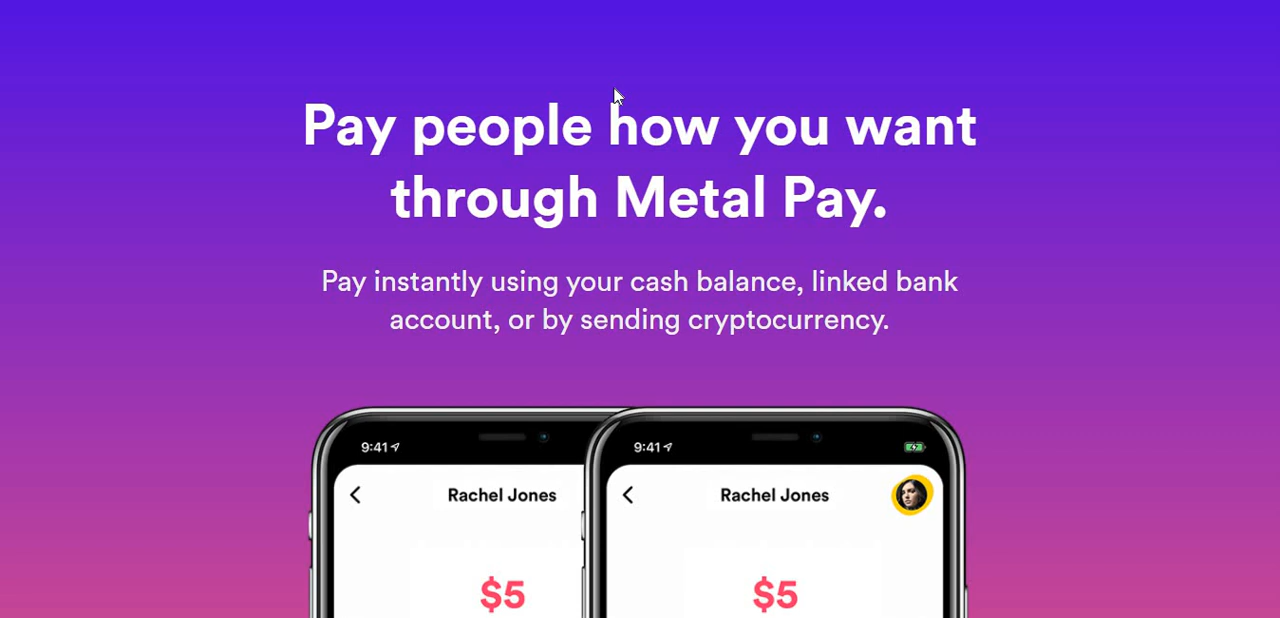 Pay people how you want
through Metal Pay.
Pay instantly using your cash balance, linked bank
account, or by sending cryptocurrency.
9:41
9:41
Rachel Jones
Rachel Jones
$5
$5